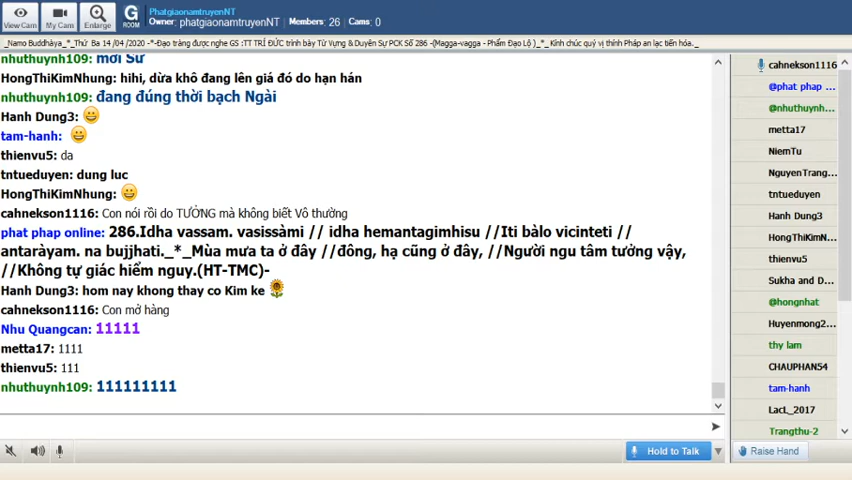 View Cam
My Cam
Enlarge
G
ROOM
PhatgiaonamtruyenNT
Owner: phatgiaonamtruyenNT Members: 26 Cams: 0
_Namo Buddhàya_*_Thứ Ba 14 /04 /2020 -*-Đạo tràng được nghe GS :TT TRÍ ĐỨC trình bày Từ Vựng & Duyên Sự PCK Số 286 -(Magga-vagga - Phẩm Đạo Lộ )_*_ Kính chúc quý vị thính Pháp an lạc tiến hóa._
nhuthuynh109: mời Sư
HongThiKimNhung: hihi, dừa khô đang lên giá đó do hạn hán
nhuthuynh109: đang đúng thời bạch Ngài
Hanh Dung3:
tam-hanh:
thienvu5: da
tntueduyen: dung luc
HongThiKimNhung:
cahnekson1116: Con nói rồi do TƯỞNG mà không biết Vô thường
phat phap online: 286.Idha vassam. vasissàmi // idha hemantagimhisu //Iti bàlo vicinteti //
antaràyam. na bujjhati._*_Mùa mưa ta ở đây //đông, hạ cũng ở đây, //Người ngu tâm tưởng vậy,
//Không tự giác hiểm nguy.(HT-TMC)-
Hanh Dung3: hom nay khong thay co Kim ke
cahnekson1116: Con mở hàng
Nhu Quangcan: 11111
metta17: 1111
thienvu5: 111
nhuthuynh109: 111111111
Hold to Talk
Raise Hand
cahnekson1116
@phat phap ...
@nhuthuynh...
metta17
NiemTu
NguyenTrang...
tntueduyen
Hanh Dung3
HongThiKimN...
thienvu5
Sukha and D...
@hongnhat
Huyenmong2...
thy lam
CHAUPHAN54
tam-hanh
LacL_2017
Trangthu-2